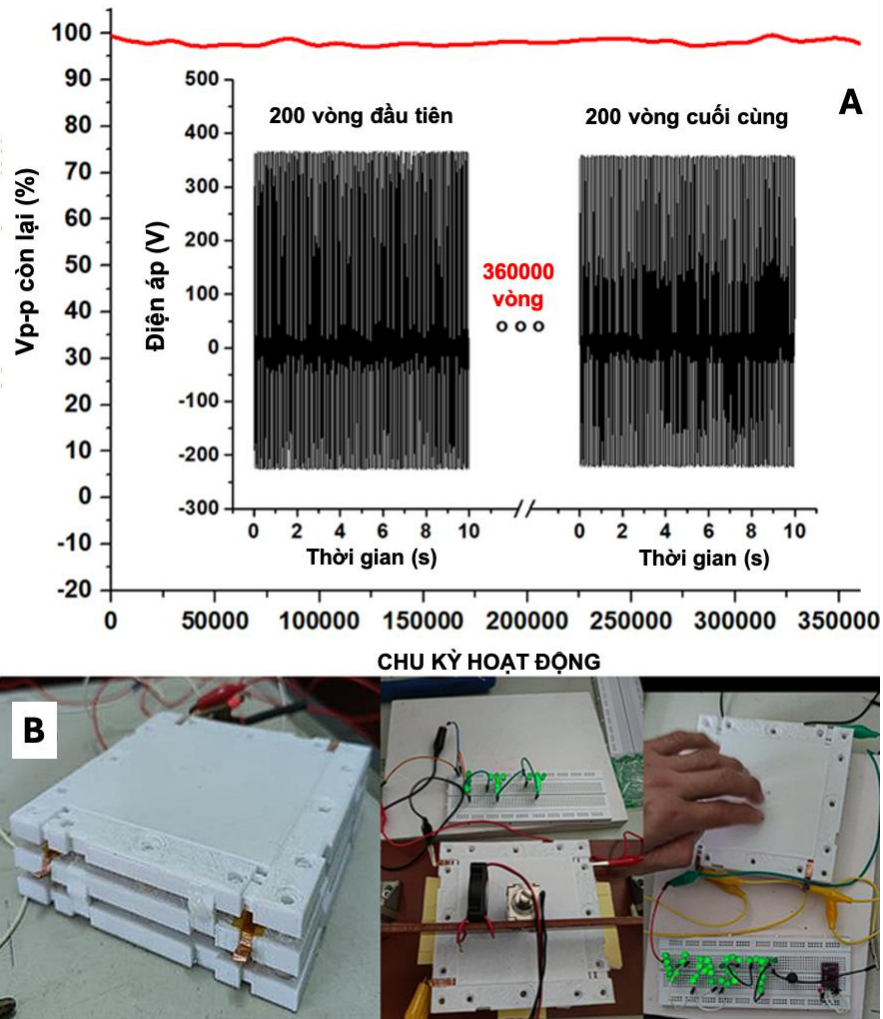 A
100
90
80
70
60
50
40
30
20
10
0
-10
-20
Vp-p còn lại (%)
500
400
300
200
100
0
-100
-200
-300
Điện áp (V)
200 vòng đầu tiên
200 vòng cuối cùng
360000
vòng
0 2 4 6 8 10
0 2 4 6 8 10
Thời gian (s)
Thời gian (s)
0 50000 100000 150000 200000 250000 300000 350000
CHU KỲ HOẠT ĐỘNG
B